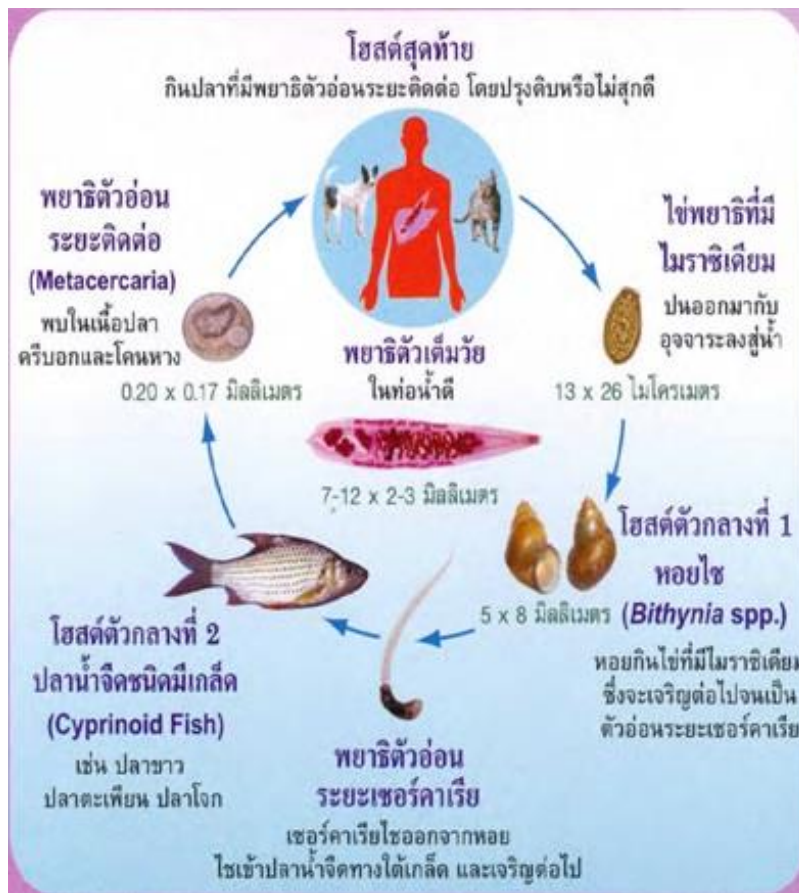 โฮสต์สุดท้าย
กินปลาที่มีพยาธิตัวอ่อนระยะติดต่อ โดยปรุงดิบหรือไม่สุกดี
ไข่พยาธิที่มี
ไมราซิเดียม
ปนออกมากับ
อุจจาระลงสู่น้ำ
13 x 26 ไมโครเมตร
โฮสต์ตัวกลางที่ 1
หอยไซ
(Bithynia spp.)
5 x 8 มิลลิเมตร
หอยกินไข่ที่มีไมราซิเดียม
ซึ่งจะเจริญต่อไปจนเป็น
ตัวอ่อนระยะเซอร์คาเรีย
พยาธิตัวอ่อน
ระยะเซอร์คาเรีย
เซอร์คาเรียไชออกจากหอย
ไชเข้าปลาน้ำจืดทางใต้เกล็ด และเจริญต่อไป
โฮสต์ตัวกลางที่ 2
ปลาน้ำจืดชนิดมีเกล็ด
(Cyprinoid Fish)
เช่น ปลาขาว
ปลาตะเพียน ปลาโจก
พยาธิตัวอ่อน
ระยะติดต่อ
(Metacercaria)
พบในเนื้อปลา
ครีบอกและโคนหาง
0.20 x 0.17 มิลลิเมตร
พยาธิตัวเต็มวัย
ในท่อน้ำดี
7-12 x 2-3 มิลลิเมตร